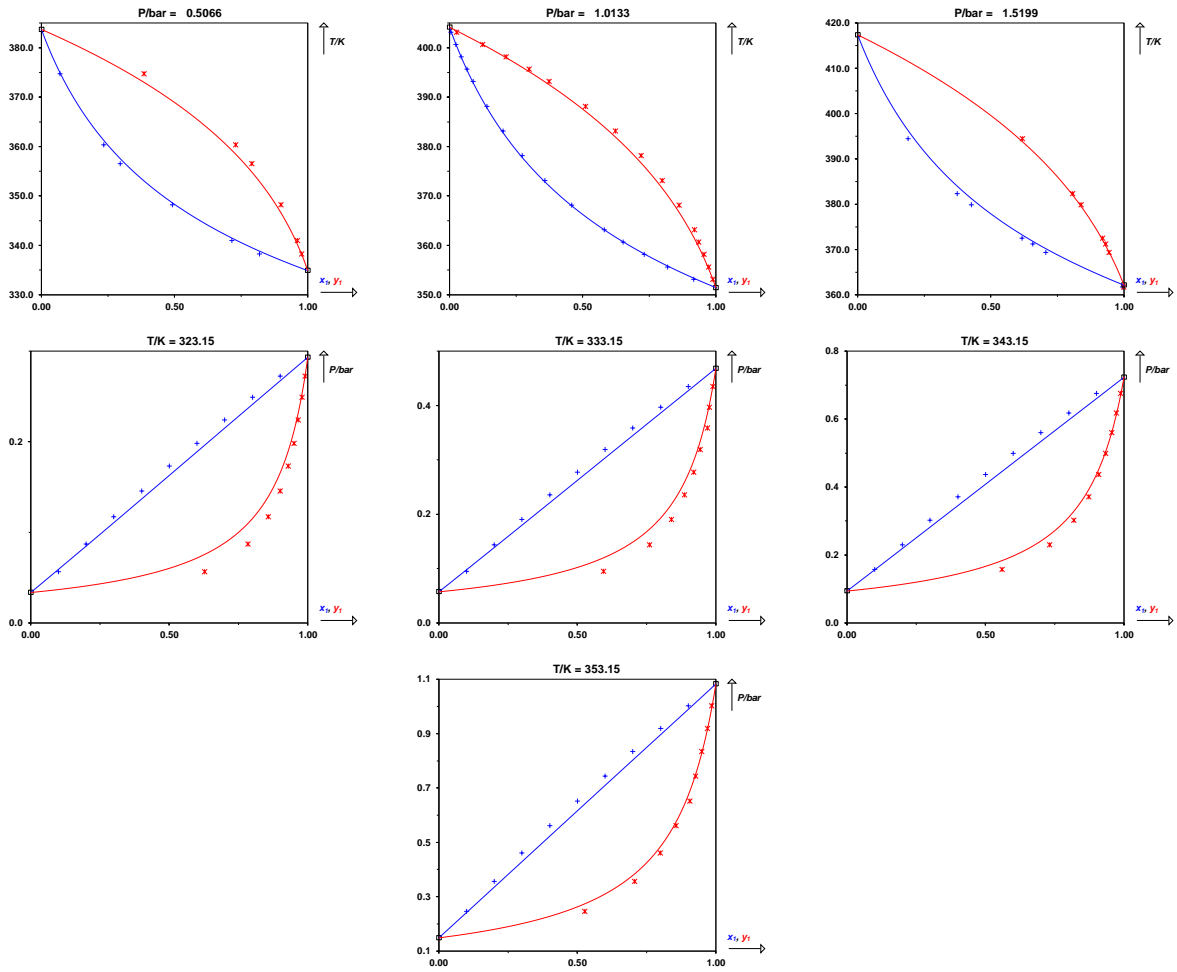 P/bar = 0.5066
T/K
380.0
370.0
360.0
350.0
340.0
330.0
0.00
0.50
1.00
x₁, y₁
P/bar = 1.0133
T/K
400.0
390.0
380.0
370.0
360.0
350.0
0.00
0.50
1.00
x₁, y₁
P/bar = 1.5199
T/K
420.0
410.0
400.0
390.0
380.0
370.0
360.0
0.00
0.50
1.00
x₁, y₁
T/K = 323.15
P/bar
0.2
0.0
0.00
0.50
1.00
x₁, y₁
T/K = 333.15
P/bar
0.4
0.2
0.0
0.00
0.50
1.00
x₁, y₁
T/K = 343.15
P/bar
0.8
0.6
0.4
0.2
0.0
0.00
0.50
1.00
x₁, y₁
T/K = 353.15
P/bar
1.1
0.9
0.7
0.5
0.3
0.1
0.00
0.50
1.00
x₁, y₁